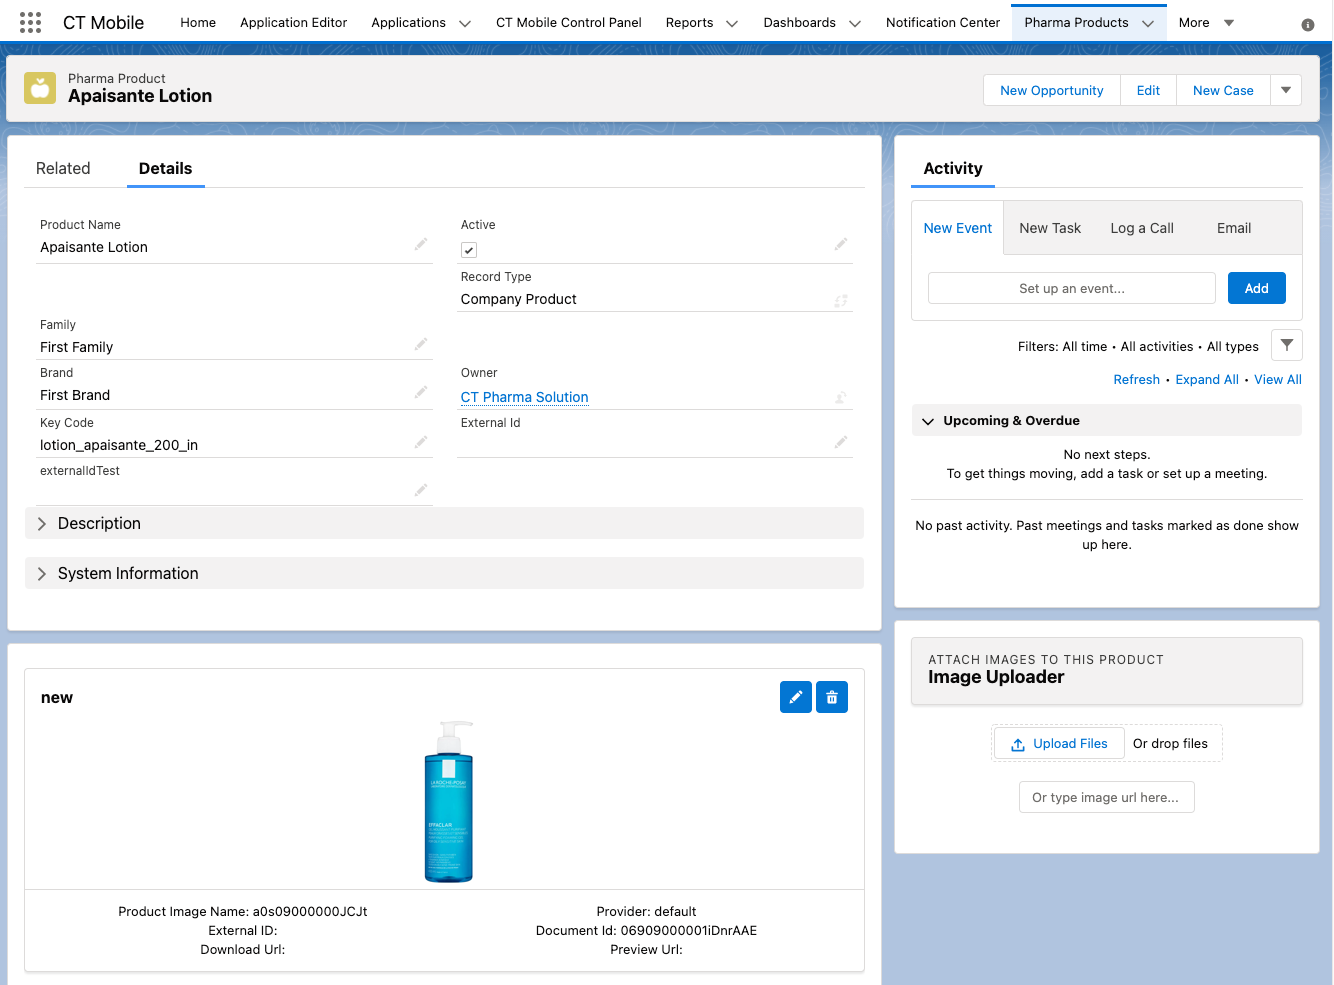 CT Mobile
Home
Application Editor
Applications
CT Mobile Control Panel
Reports
Dashboards
Notification Center
Pharma Products
More
Pharma Product
Apaisante Lotion
New Opportunity
Edit
New Case
Related
Details
Product Name
Apaisante Lotion
Active
Record Type
Company Product
Family
First Family
Brand
First Brand
Owner
CT Pharma Solution
Key Code
lotion_apaisante_200_in
External Id
externalIdTest
Description
System Information
Activity
New Event
New Task
Log a Call
Email
Set up an event...
Add
Filters: All time • All activities • All types
Refresh • Expand All • View All
Upcoming & Overdue
No next steps.
To get things moving, add a task or set up a meeting.
No past activity. Past meetings and tasks marked as done show
up here.
new
LA ROCHE-POSAY
EFFACLAR
Product Image Name: a0s09000000JCJt
External ID:
Download Url:
Provider: default
Document Id: 06909000001iDnrAAE
Preview Url:
ATTACH IMAGES TO THIS PRODUCT
Image Uploader
Upload Files
Or drop files
Or type image url here...